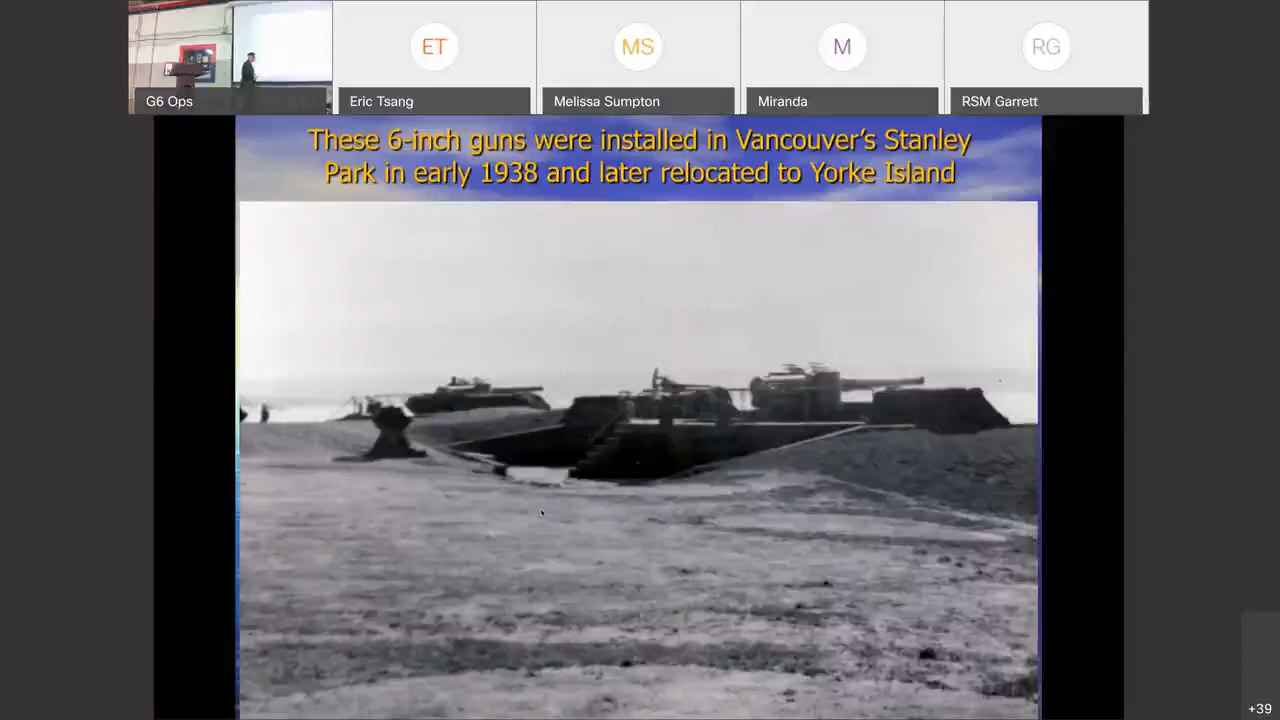 ET
MS
M
RG
G6 Ops
Eric Tsang
Melissa Sumpton
Miranda
RSM Garrett
These 6-inch guns were installed in Vancouver's Stanley
Park in early 1938 and later relocated to Yorke Island
+39